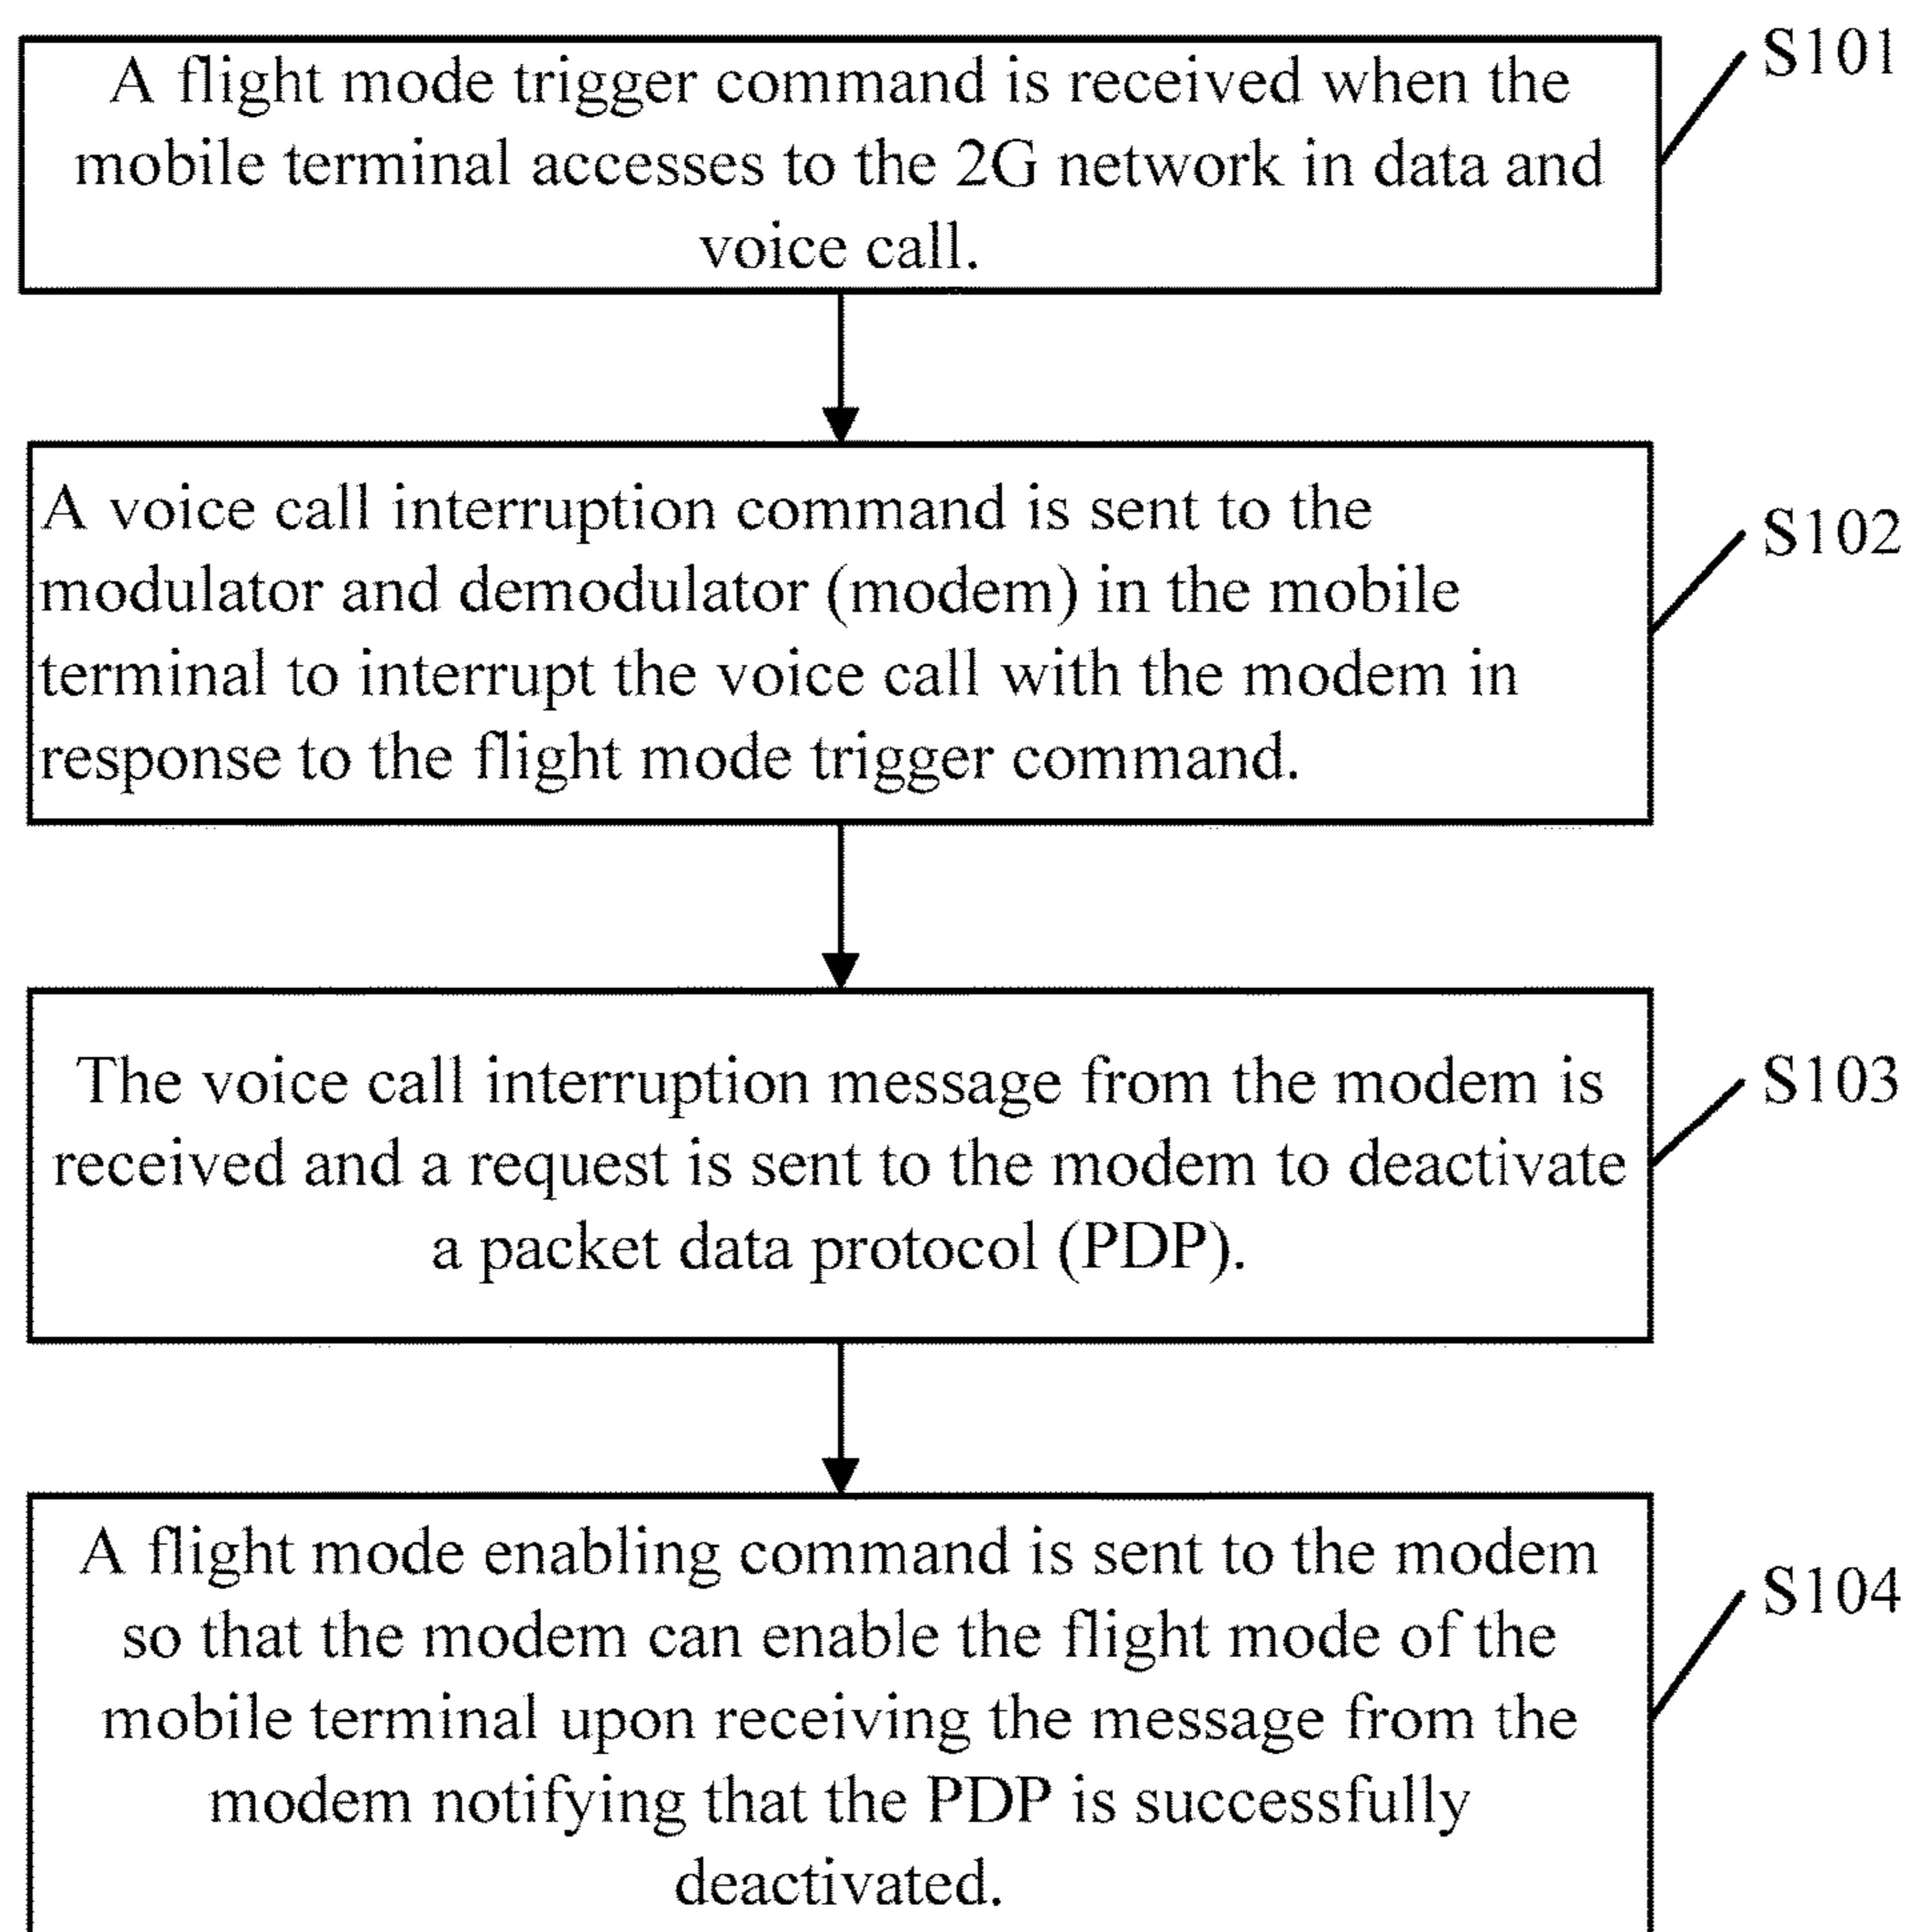 A flight mode trigger command is received when the
mobile terminal accesses to the 2G network in data and
voice call.
S101
A voice call interruption command is sent to the
modulator and demodulator (modem) in the mobile
terminal to interrupt the voice call with the modem in
response to the flight mode trigger command.
S102
The voice call interruption message from the modem is
received and a request is sent to the modem to deactivate
a packet data protocol (PDP).
S103
A flight mode enabling command is sent to the modem
so that the modem can enable the flight mode of the
mobile terminal upon receiving the message from the
modem notifying that the PDP is successfully
deactivated.
S104